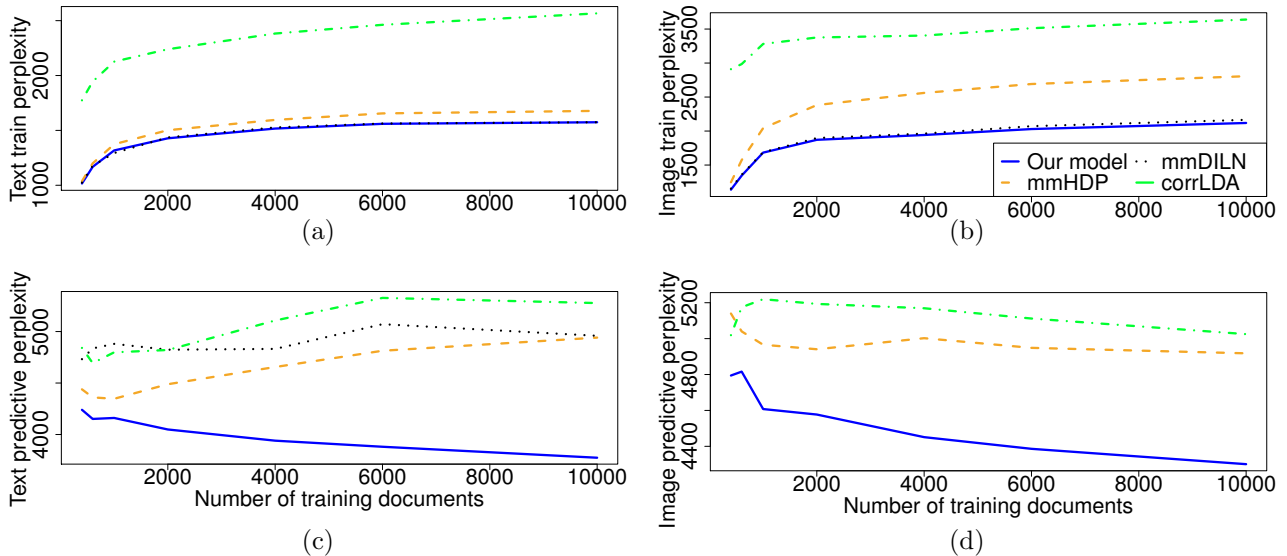 Text train perplexity
1000 2000
2000 4000 6000 8000 10000
(a)
Image train perplexity
1500 2500 3500
Our model mmDILN
mmHDP corrLDA
2000 4000 6000 8000 10000
(b)
Text predictive perplexity
4000 5000
2000 4000 6000 8000 10000
Number of training documents
(c)
Image predictive perplexity
4400 4800 5200
2000 4000 6000 8000 10000
Number of training documents
(d)